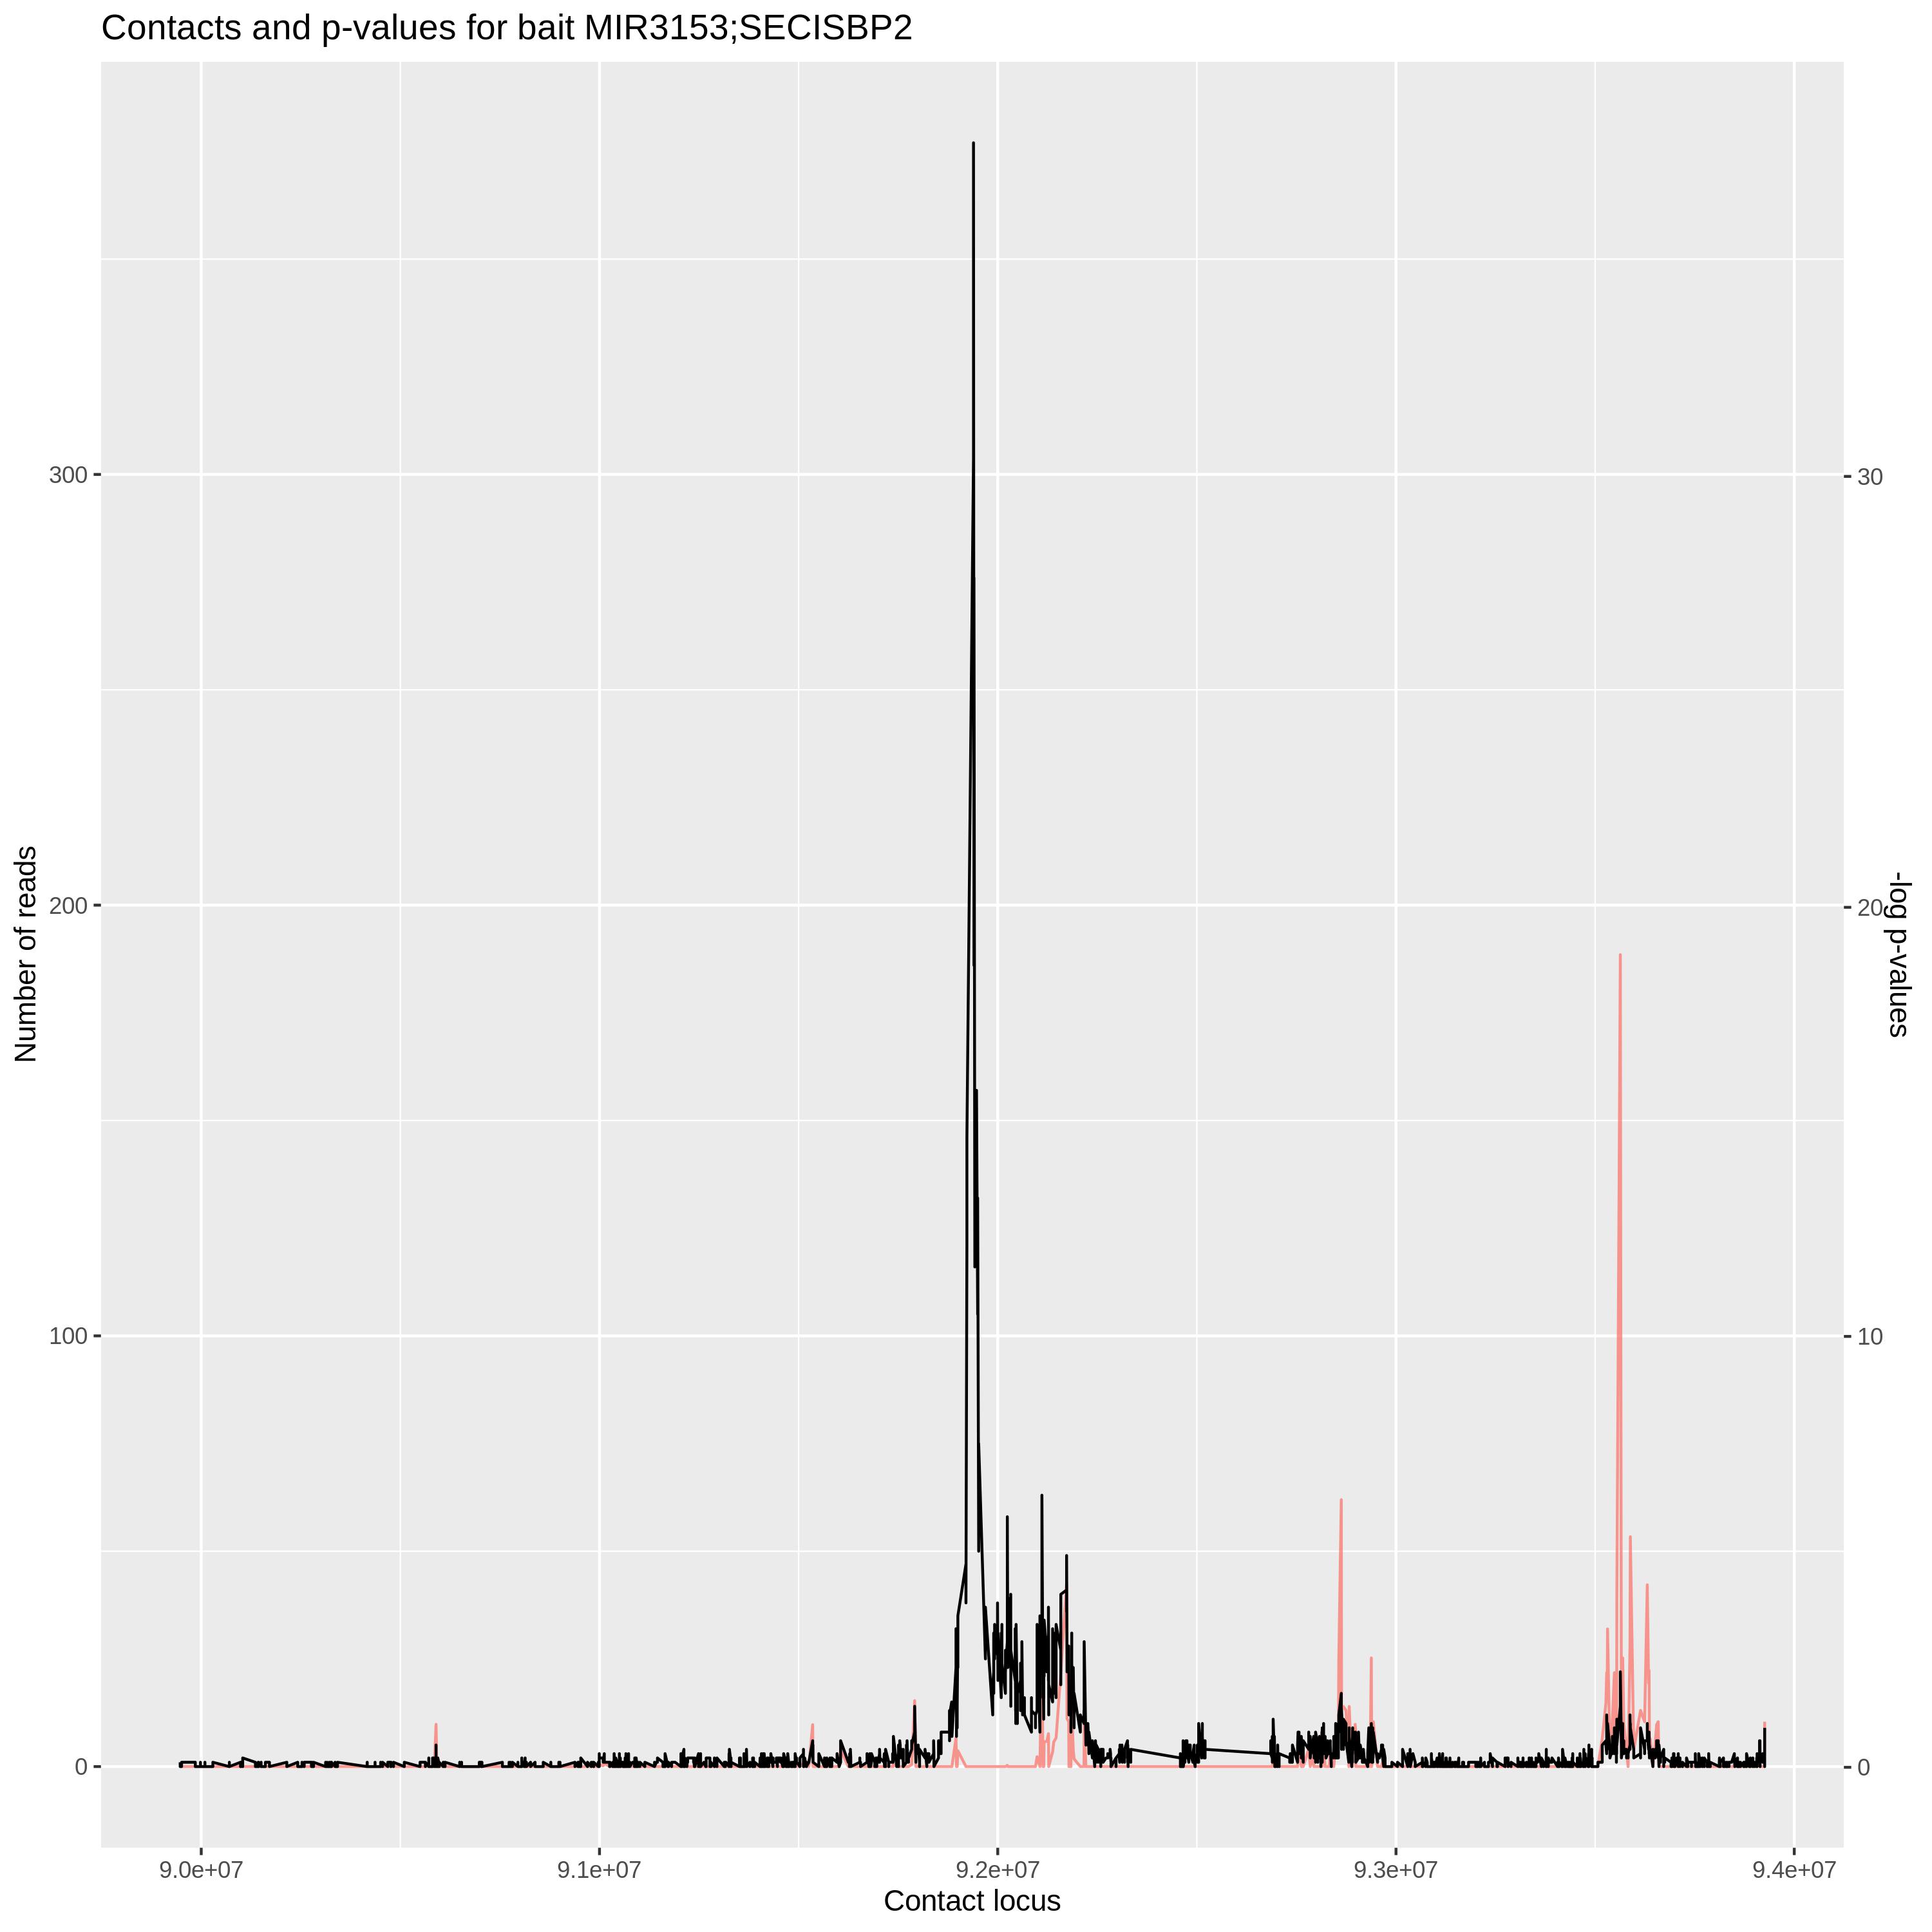 Contacts and p-values for bait MIR3153;SECISBP2
300
200
100
0
30
20
10
0
Number of reads
-log p-values
9.0e+07
9.1e+07
9.2e+07
9.3e+07
9.4e+07
Contact locus